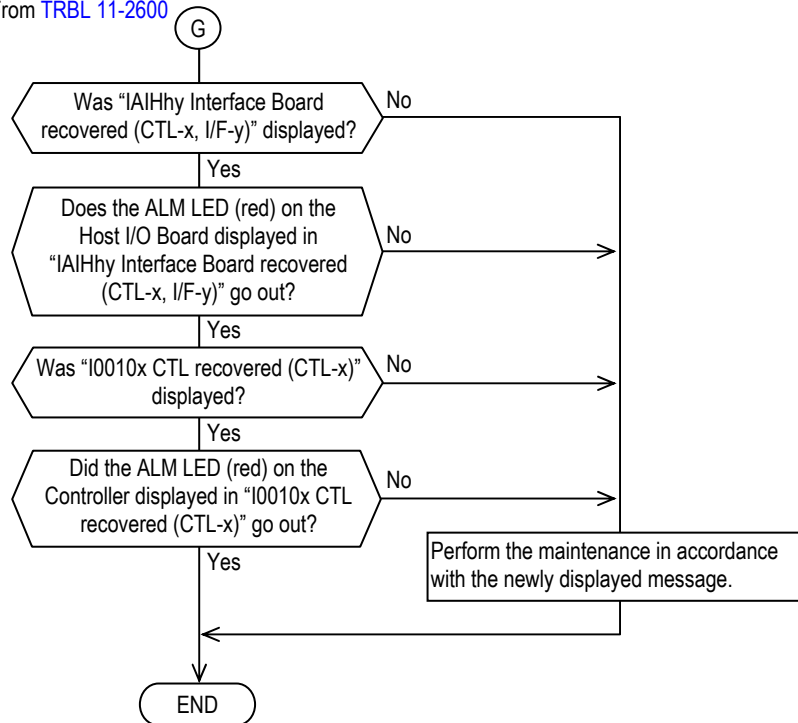 from TRBL 11-2600
G
Was “IAIHhy Interface Board
recovered (CTL-x, I/F-y)” displayed?
No
Yes
Does the ALM LED (red) on the
Host I/O Board displayed in
“IAIHhy Interface Board recovered
(CTL-x, I/F-y)” go out?
No
Yes
Was “I0010x CTL recovered (CTL-x)”
displayed?
No
Yes
Did the ALM LED (red) on the
Controller displayed in “I0010x CTL
recovered (CTL-x)” go out?
No
Yes
Perform the maintenance in accordance
with the newly displayed message.
END